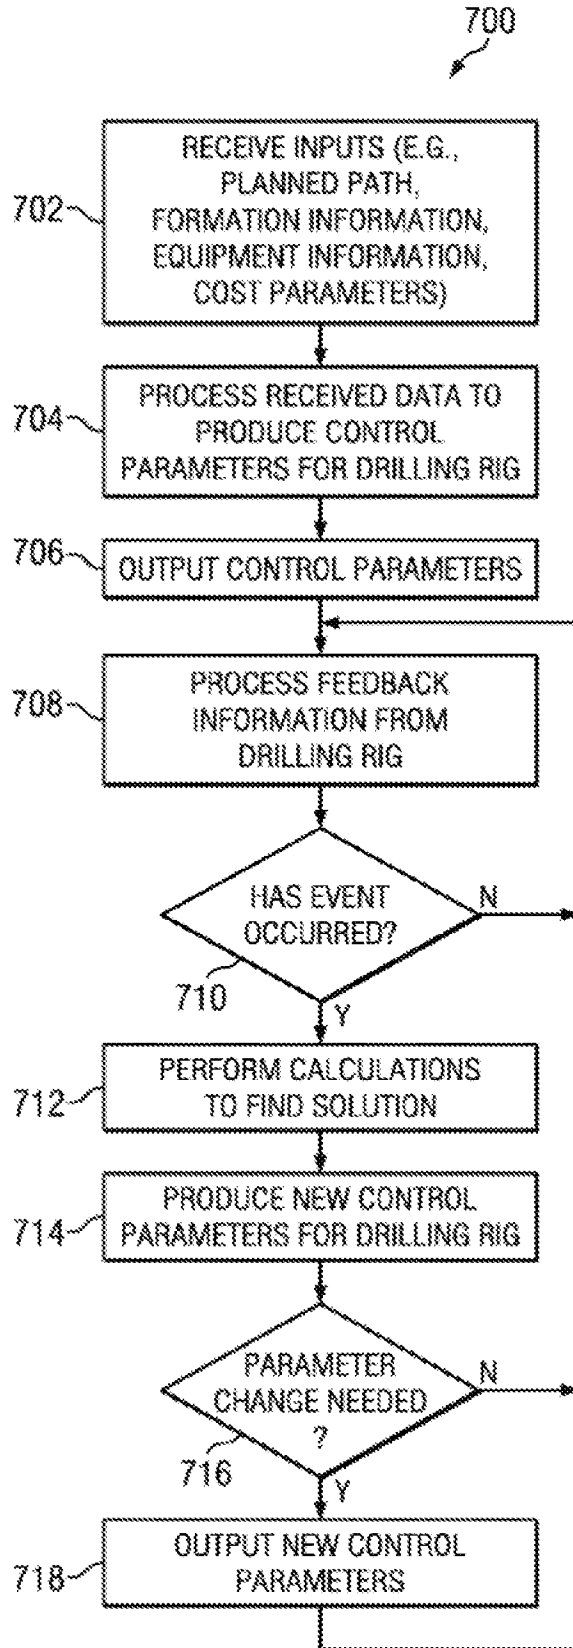 700
702
RECEIVE INPUTS (E.G.,
PLANNED PATH,
FORMATION INFORMATION,
EQUIPMENT INFORMATION,
COST PARAMETERS)
704
PROCESS RECEIVED DATA TO
PRODUCE CONTROL
PARAMETERS FOR DRILLING RIG
706
OUTPUT CONTROL PARAMETERS
708
PROCESS FEEDBACK
INFORMATION FROM
DRILLING RIG
HAS EVENT
OCCURRED?
N
710
Y
712
PERFORM CALCULATIONS
TO FIND SOLUTION
714
PRODUCE NEW CONTROL
PARAMETERS FOR DRILLING RIG
PARAMETER
CHANGE NEEDED
?
N
716
Y
718
OUTPUT NEW CONTROL
PARAMETERS